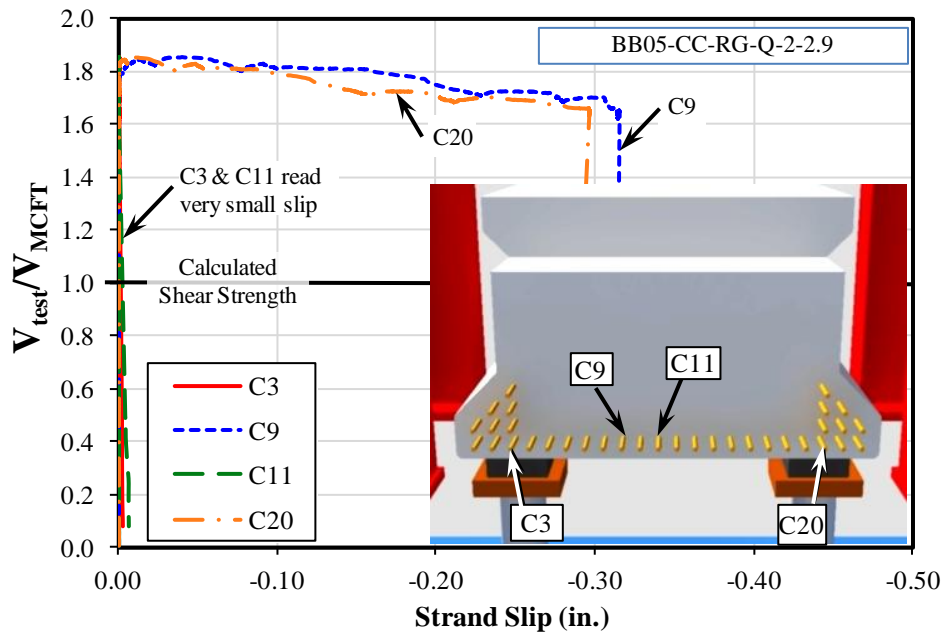 BB05-CC-RG-Q-2-2.9
2.0
1.8
1.6
1.4
1.2
1.0
0.8
0.6
0.4
0.2
0.0
V_test/V_MCFT
C20
C9
C3 & C11 read
very small slip
Calculated
Shear Strength
C3
C9
C11
C20
C9
C11
C3
C20
0.00
-0.10
-0.20
-0.30
-0.40
-0.50
Strand Slip (in.)